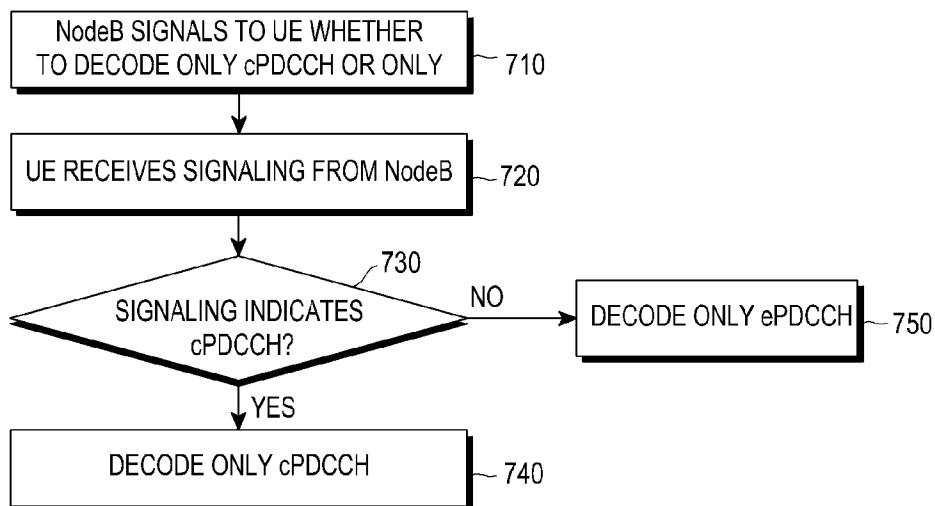 NodeB SIGNALS TO UE WHETHER
TO DECODE ONLY cPDCCH OR ONLY
710
UE RECEIVES SIGNALING FROM NodeB
720
730
SIGNALING INDICATES
cPDCCH?
NO
DECODE ONLY ePDCCH
750
YES
DECODE ONLY cPDCCH
740